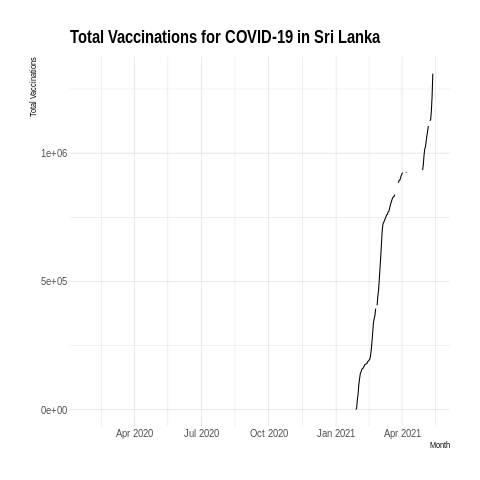 Total Vaccinations for COVID-19 in Sri Lanka
Total Vaccinations
1e+06
5e+05
0e+00
Apr 2020 Jul 2020 Oct 2020 Jan 2021 Apr 2021
Month